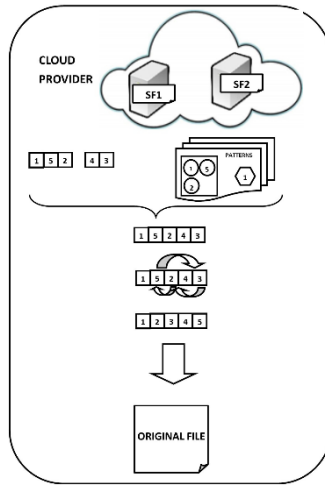 CLOUD
PROVIDER
SF1
SF2
1 5 2 4 3
PATTERNS
1 5
2
1
1 5 2 4 3
1 5 2 4 3
1 2 3 4 5
ORIGINAL FILE